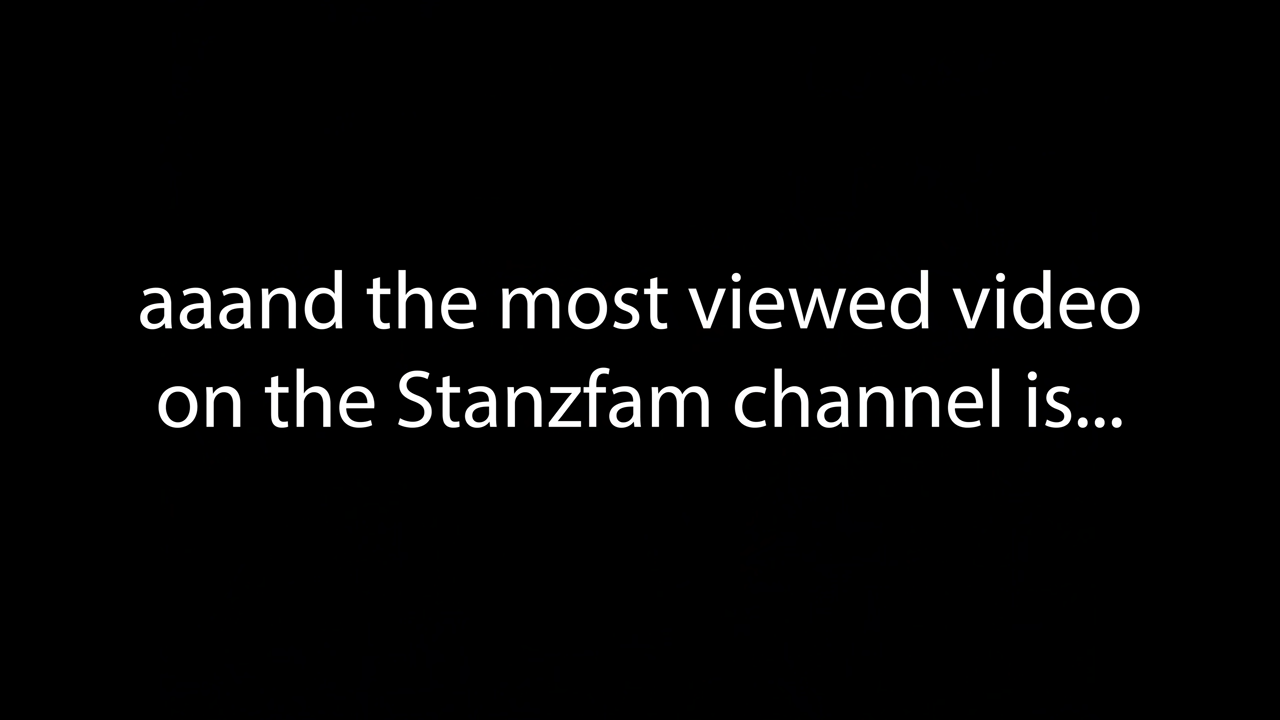 aaand the most viewed video
on the Stanzfam channel is...